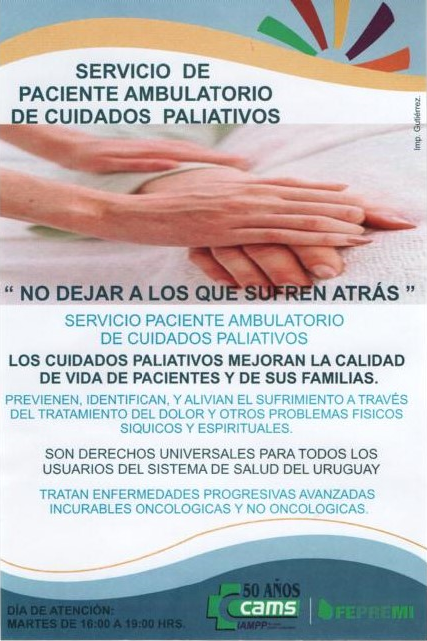 SERVICIO DE
PACIENTE AMBULATORIO
DE CUIDADOS PALIATIVOS
Imp. Gutiérrez.
“ NO DEJAR A LOS QUE SUFREN ATRÁS ”
SERVICIO PACIENTE AMBULATORIO
DE CUIDADOS PALIATIVOS
LOS CUIDADOS PALIATIVOS MEJORAN LA CALIDAD
DE VIDA DE PACIENTES Y DE SUS FAMILIAS.
PREVIENEN, IDENTIFICAN, Y ALIVIAN EL SUFRIMIENTO A TRAVÉS
DEL TRATAMIENTO DEL DOLOR Y OTROS PROBLEMAS FISICOS
SIQUICOS Y ESPIRITUALES.
SON DERECHOS UNIVERSALES PARA TODOS LOS
USUARIOS DEL SISTEMA DE SALUD DEL URUGUAY
TRATAN ENFERMEDADES PROGRESIVAS AVANZADAS
INCURABLES ONCOLOGICAS Y NO ONCOLOGICAS.
50 AÑOS
cams
IAMPP
FEPREMI
DÍA DE ATENCIÓN:
MARTES DE 16:00 A 19:00 HRS.